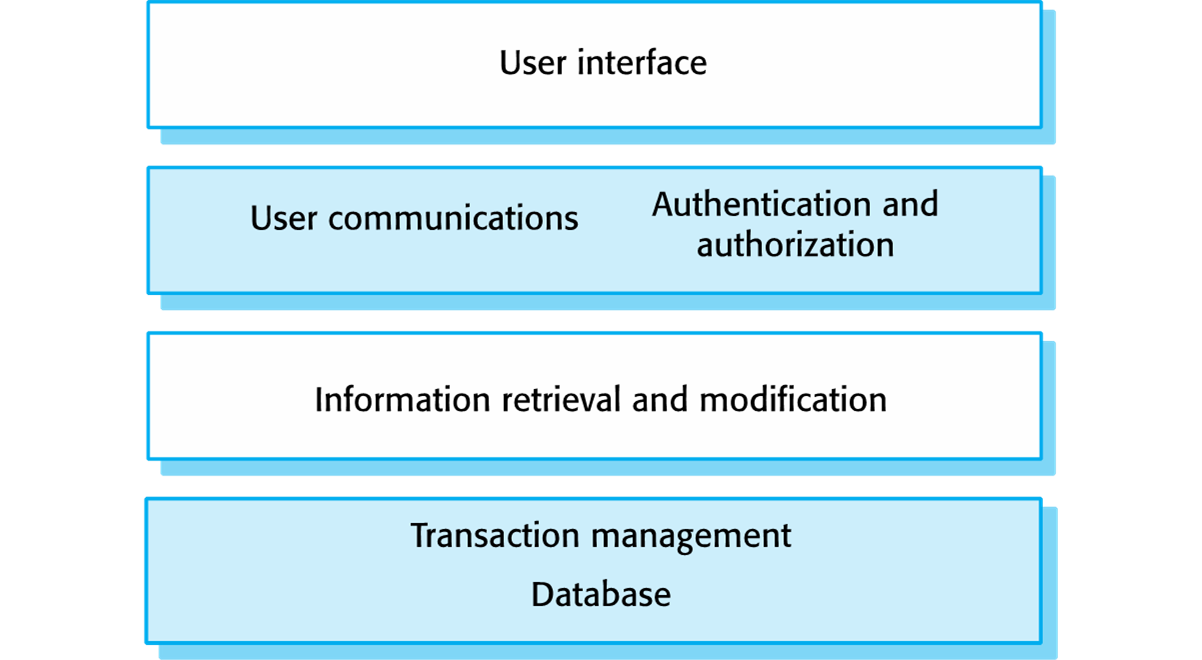 User interface
User communications
Authentication and
authorization
Information retrieval and modification
Transaction management
Database